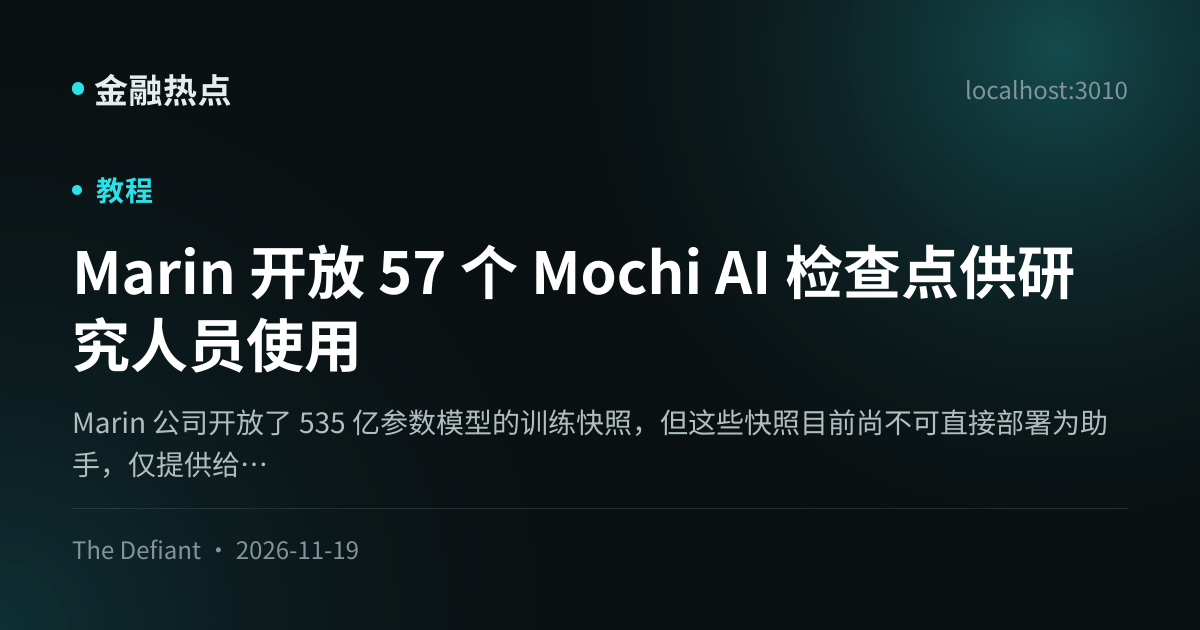 金融热点
localhost:3010
教程
Marin 开放 57 个 Mochi AI 检查点供研
究人员使用
Marin 公司开放了 535 亿参数模型的训练快照，但这些快照目前尚不可直接部署为助
手，仅提供给…
The Defiant • 2026-11-19